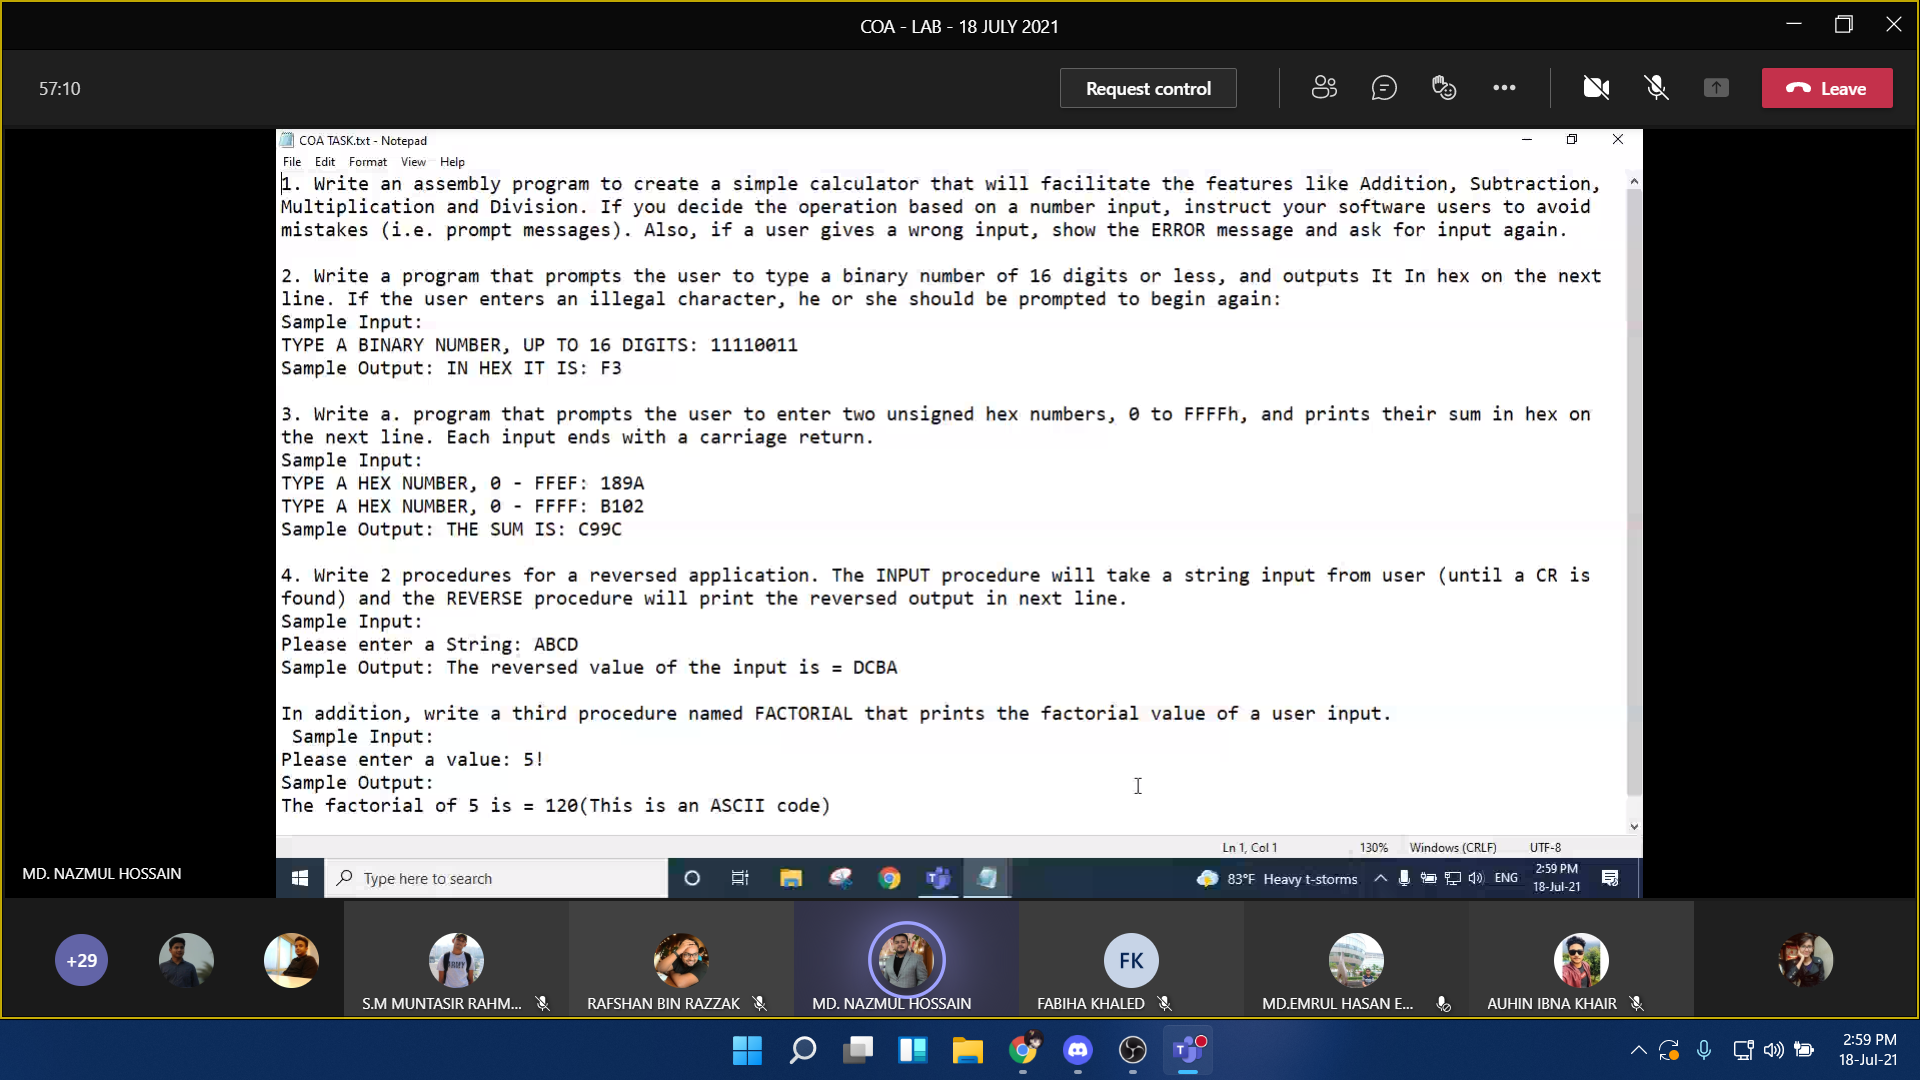 COA - LAB - 18 JULY 2021
57:10
Request control
Leave
COA TASK.txt - Notepad
File Edit Format View Help
1. Write an assembly program to create a simple calculator that will facilitate the features like Addition, Subtraction,
Multiplication and Division. If you decide the operation based on a number input, instruct your software users to avoid
mistakes (i.e. prompt messages). Also, if a user gives a wrong input, show the ERROR message and ask for input again.
2. Write a program that prompts the user to type a binary number of 16 digits or less, and outputs It In hex on the next
line. If the user enters an illegal character, he or she should be prompted to begin again:
Sample Input:
TYPE A BINARY NUMBER, UP TO 16 DIGITS: 11110011
Sample Output: IN HEX IT IS: F3
3. Write a. program that prompts the user to enter two unsigned hex numbers, 0 to FFFFh, and prints their sum in hex on
the next line. Each input ends with a carriage return.
Sample Input:
TYPE A HEX NUMBER, 0 - FFEF: 189A
TYPE A HEX NUMBER, 0 - FFFF: B102
Sample Output: THE SUM IS: C99C
4. Write 2 procedures for a reversed application. The INPUT procedure will take a string input from user (until a CR is
found) and the REVERSE procedure will print the reversed output in next line.
Sample Input:
Please enter a String: ABCD
Sample Output: The reversed value of the input is = DCBA
In addition, write a third procedure named FACTORIAL that prints the factorial value of a user input.
Sample Input:
Please enter a value: 5!
Sample Output:
The factorial of 5 is = 120(This is an ASCII code)
Ln 1, Col 1 130% Windows (CRLF) UTF-8
MD. NAZMUL HOSSAIN
Type here to search
83°F Heavy t-storms
ENG
2:59 PM
18-Jul-21
+29
FK
S.M MUNTASIR RAHM...
RAFSHAN BIN RAZZAK
MD. NAZMUL HOSSAIN
FABIHA KHALED
MD.EMRUL HASAN E...
AUHIN IBNA KHAIR
2:59 PM
18-Jul-21